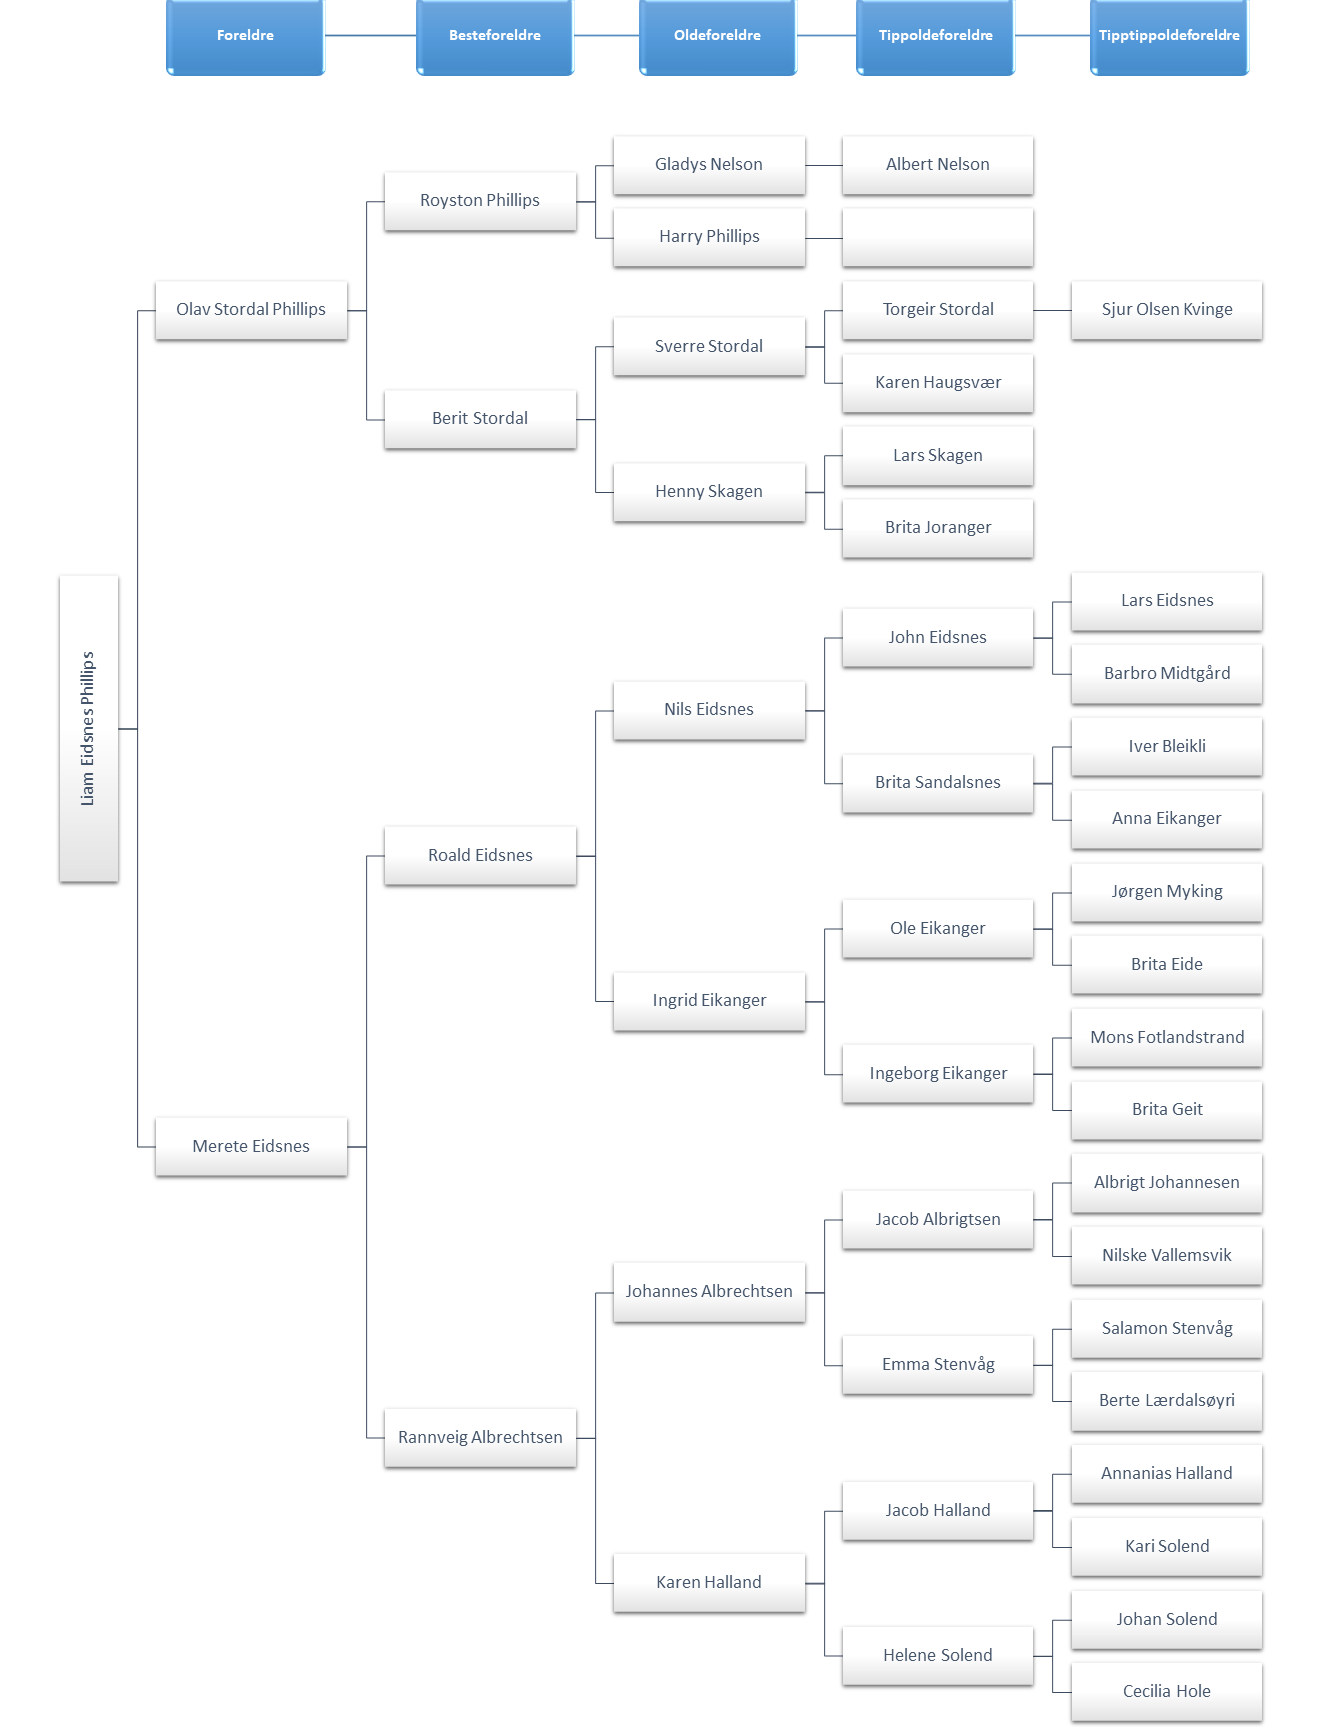 Foreldre
Besteforeldre
Oldeforeldre
Tippoldeforeldre
Tipptippoldeforeldre
Gladys Nelson
Albert Nelson
Royston Phillips
Harry Phillips
Olav Stordal Phillips
Torgeir Stordal
Sjur Olsen Kvinge
Sverre Stordal
Karen Haugsvær
Berit Stordal
Lars Skagen
Henny Skagen
Brita Joranger
Lars Eidsnes
John Eidsnes
Barbro Midtgård
Liam Eidsnes Phillips
Nils Eidsnes
Iver Bleikli
Brita Sandalsnes
Anna Eikanger
Roald Eidsnes
Jørgen Myking
Ole Eikanger
Brita Eide
Ingrid Eikanger
Mons Fotlandstrand
Ingeborg Eikanger
Brita Geit
Merete Eidsnes
Albrigt Johannesen
Jacob Albrigtsen
Nilske Vallemsvik
Johannes Albrechtsen
Salamon Stenvåg
Emma Stenvåg
Berte Lærdalsøyri
Rannveig Albrechtsen
Annanias Halland
Jacob Halland
Kari Solend
Karen Halland
Johan Solend
Helene Solend
Cecilia Hole